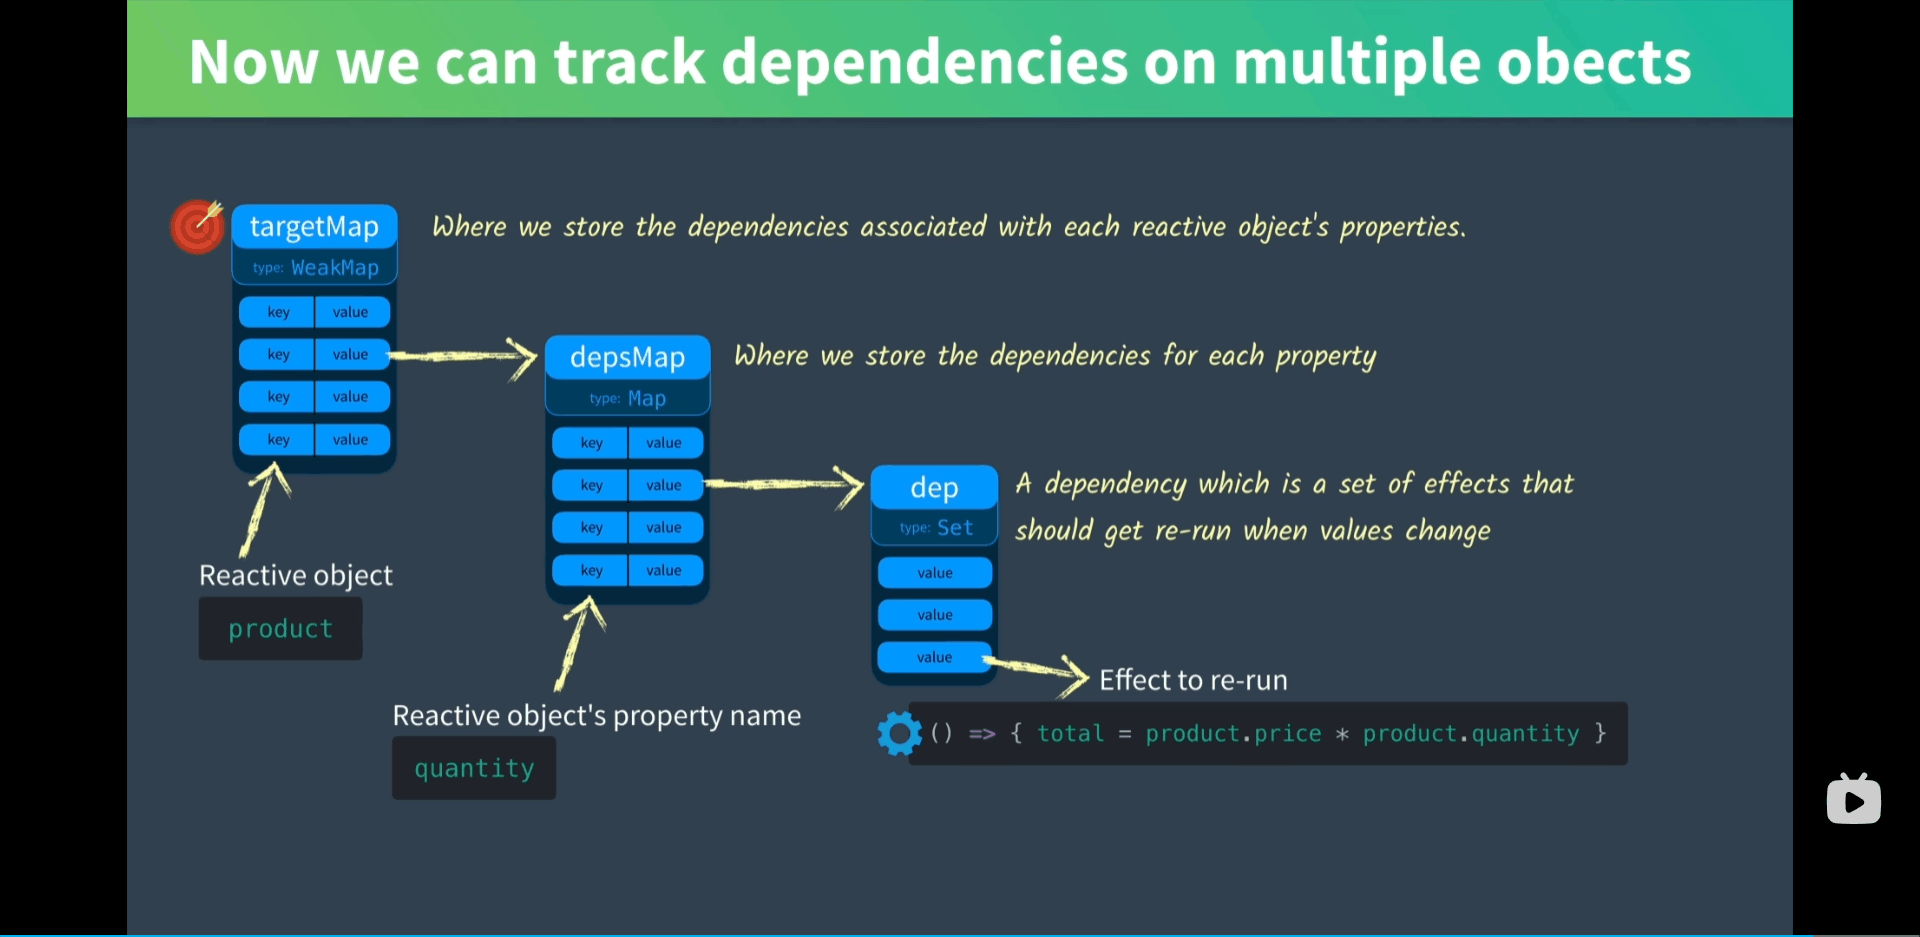 Now we can track dependencies on multiple obects
targetMap
Where we store the dependencies associated with each reactive object's properties.
type: WeakMap
key value
key value
key value
key value
depsMap
Where we store the dependencies for each property
type: Map
key value
key value
key value
key value
dep
A dependency which is a set of effects that
should get re-run when values change
type: Set
value
value
value
Reactive object
product
Reactive object's property name
quantity
Effect to re-run
() => { total = product.price * product.quantity }